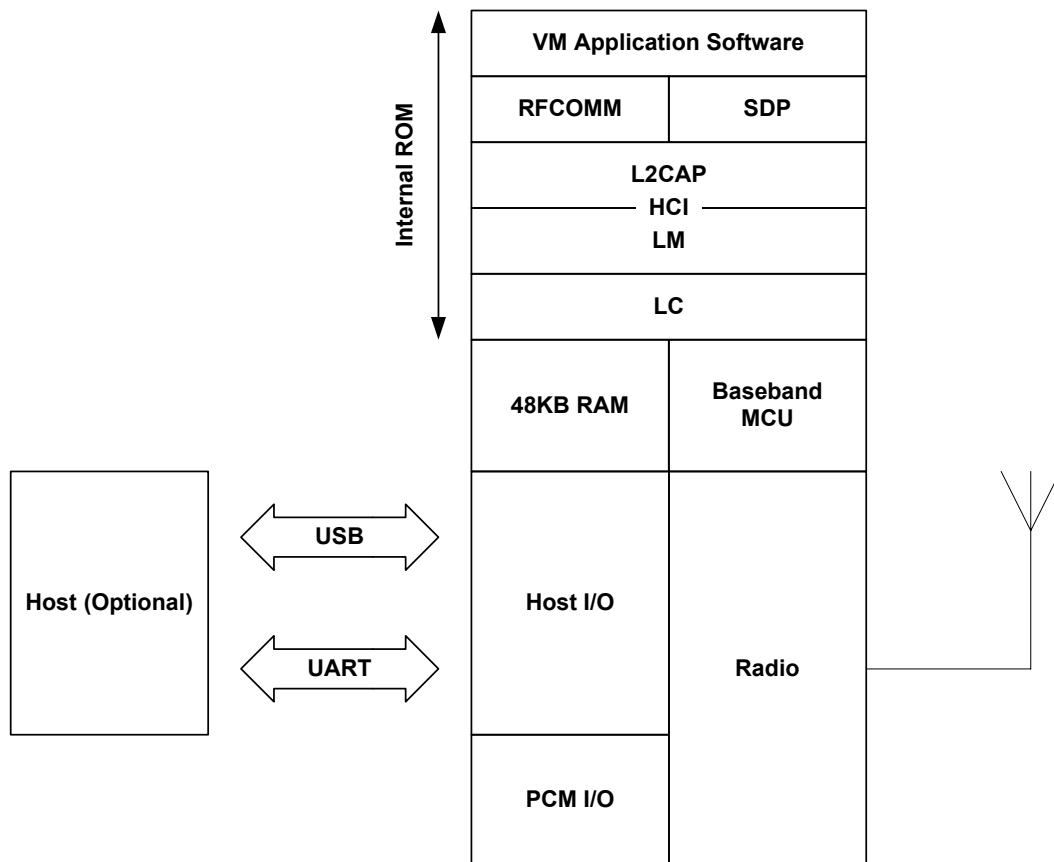 VM Application Software
RFCOMM
SDP
Internal ROM
L2CAP
HCI
LM
LC
48KB RAM
Baseband
MCU
USB
Host (Optional)
Host I/O
UART
Radio
PCM I/O